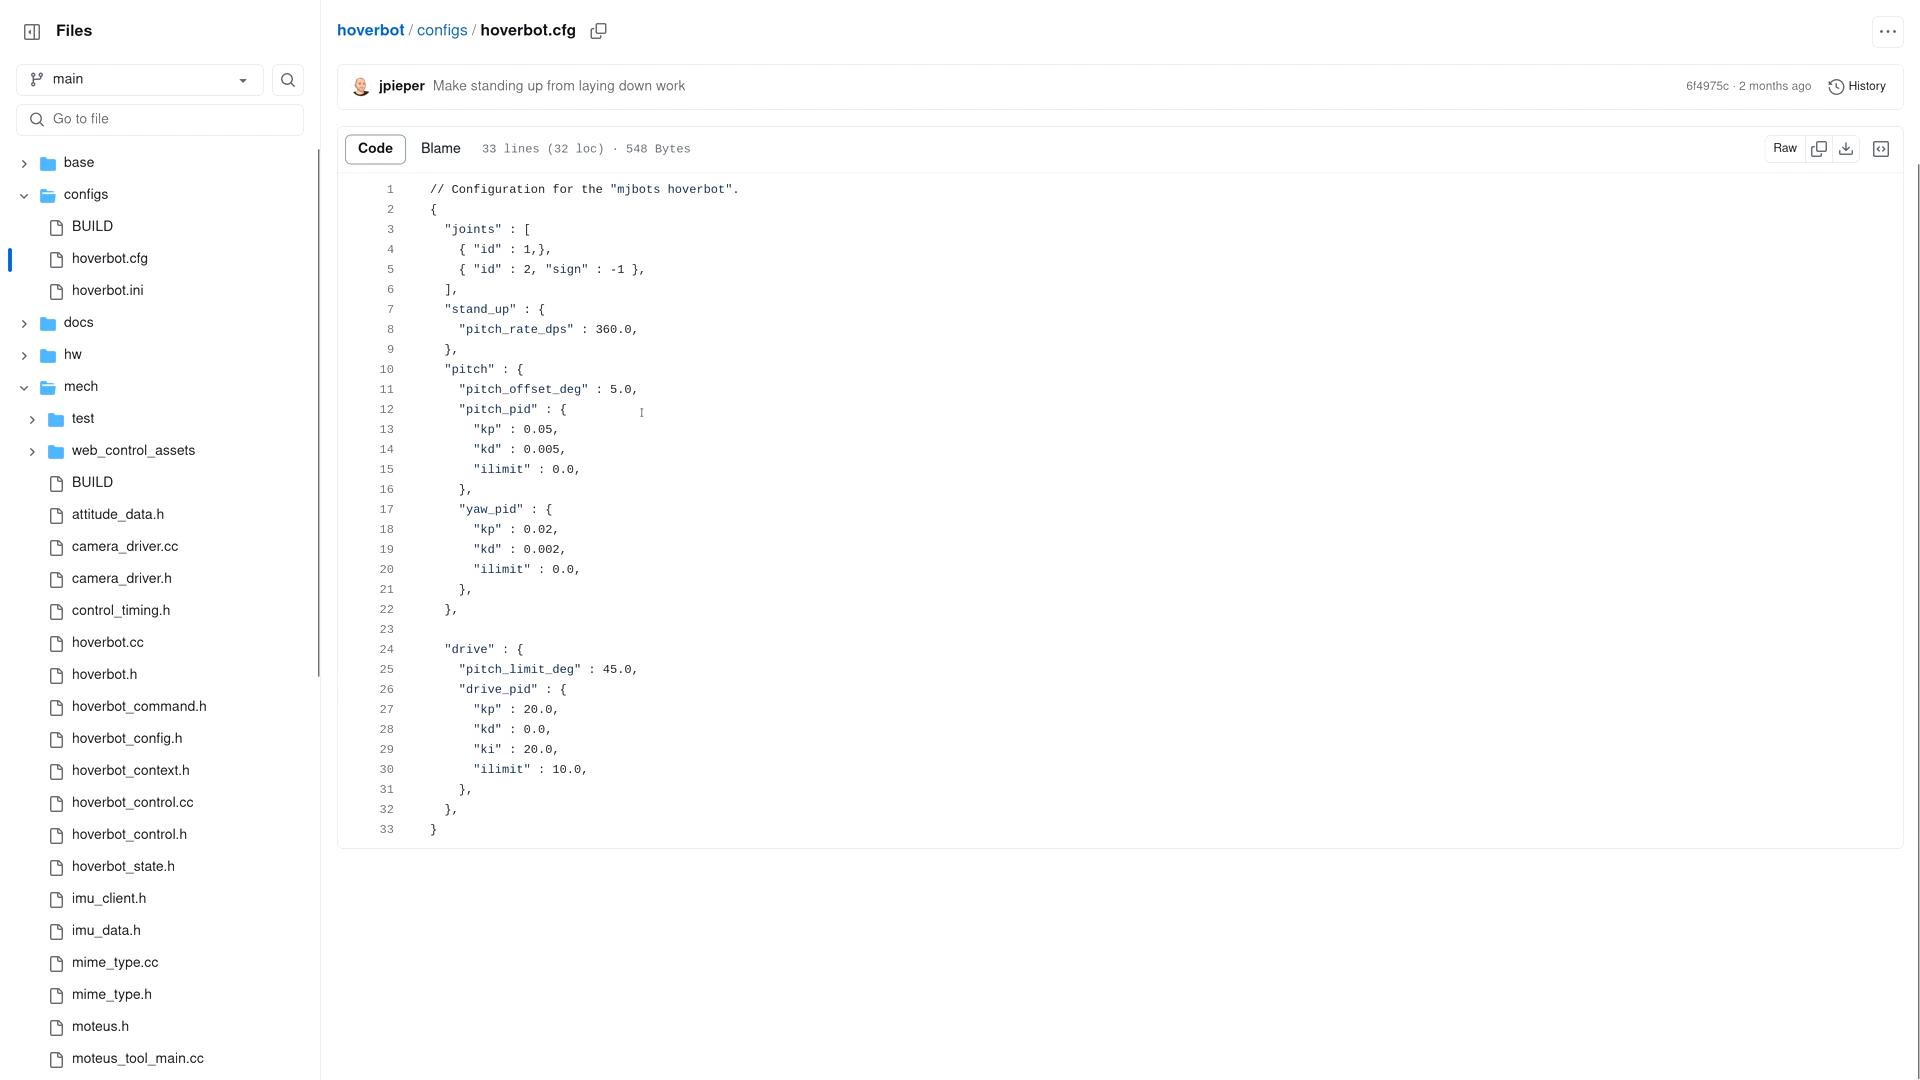 Files
main
Go to file
base
configs
BUILD
hoverbot.cfg
hoverbot.ini
docs
hw
mech
test
web_control_assets
BUILD
attitude_data.h
camera_driver.cc
camera_driver.h
control_timing.h
hoverbot.cc
hoverbot.h
hoverbot_command.h
hoverbot_config.h
hoverbot_context.h
hoverbot_control.cc
hoverbot_control.h
hoverbot_state.h
imu_client.h
imu_data.h
mime_type.cc
mime_type.h
moteus.h
moteus_tool_main.cc
hoverbot / configs / hoverbot.cfg
jpieper Make standing up from laying down work 6f4975c · 2 months ago History
Code Blame 33 lines (32 loc) · 548 Bytes Raw
1 // Configuration for the "mjbots hoverbot".
2 {
3 "joints" : [
4 { "id" : 1,},
5 { "id" : 2, "sign" : -1 },
6 ],
7 "stand_up" : {
8 "pitch_rate_dps" : 360.0,
9 },
10 "pitch" : {
11 "pitch_offset_deg" : 5.0,
12 "pitch_pid" : {
13 "kp" : 0.05,
14 "kd" : 0.005,
15 "ilimit" : 0.0,
16 },
17 "yaw_pid" : {
18 "kp" : 0.02,
19 "kd" : 0.002,
20 "ilimit" : 0.0,
21 },
22 },
23
24 "drive" : {
25 "pitch_limit_deg" : 45.0,
26 "drive_pid" : {
27 "kp" : 20.0,
28 "kd" : 0.0,
29 "ki" : 20.0,
30 "ilimit" : 10.0,
31 },
32 },
33 }